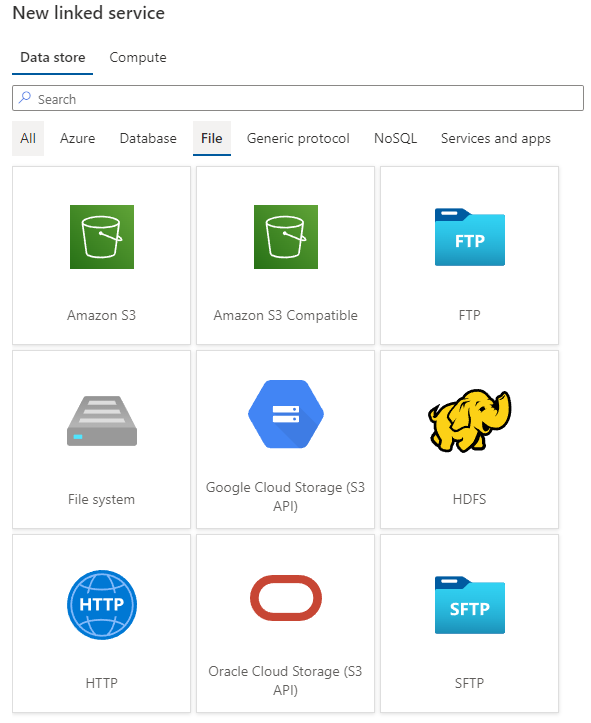 New linked service
Data store Compute
Search
All Azure Database File Generic protocol NoSQL Services and apps
FTP
Amazon S3 Amazon S3 Compatible FTP
File system Google Cloud Storage (S3
API) HDFS
HTTP SFTP
HTTP Oracle Cloud Storage (S3
API) SFTP